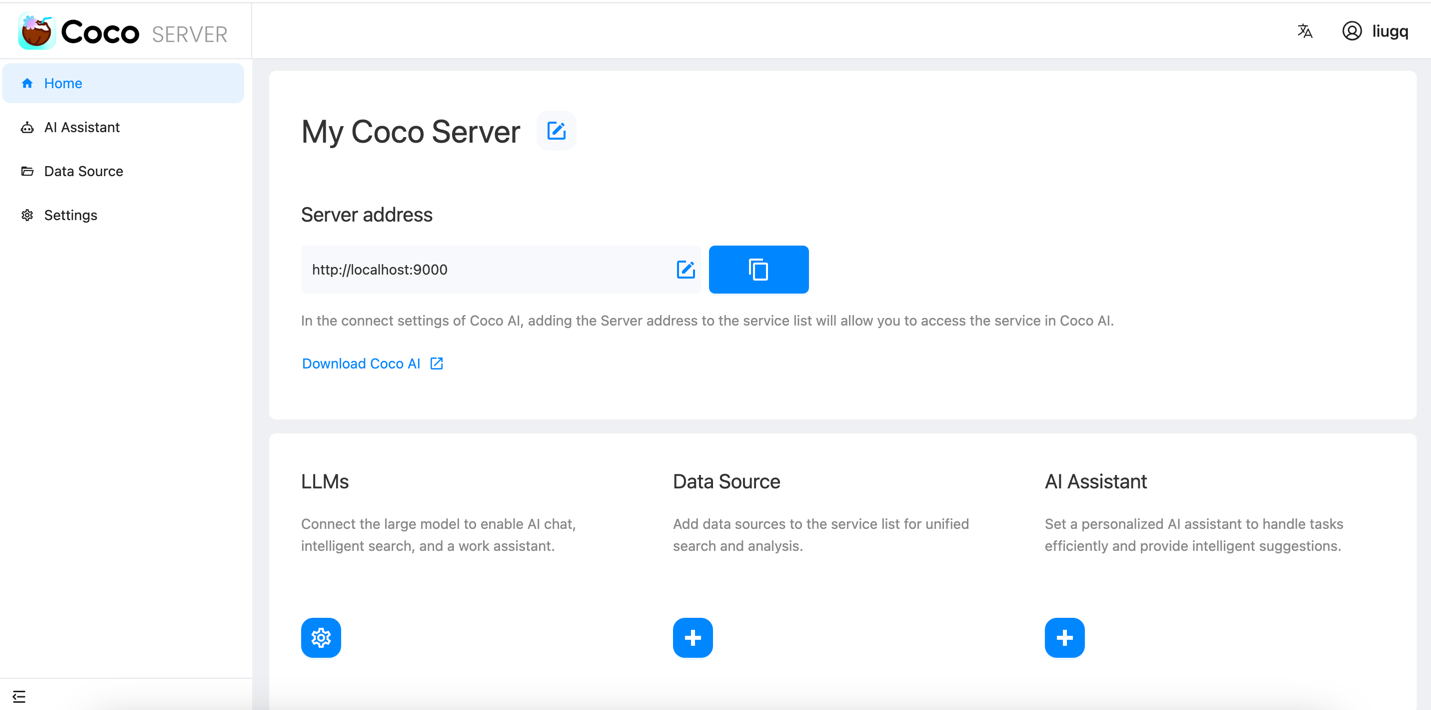 Coco SERVER
liugq
Home
AI Assistant
Data Source
Settings
My Coco Server
Server address
http://localhost:9000
In the connect settings of Coco AI, adding the Server address to the service list will allow you to access the service in Coco AI.
Download Coco AI
LLMs
Connect the large model to enable AI chat,
intelligent search, and a work assistant.
Data Source
Add data sources to the service list for unified
search and analysis.
AI Assistant
Set a personalized AI assistant to handle tasks
efficiently and provide intelligent suggestions.